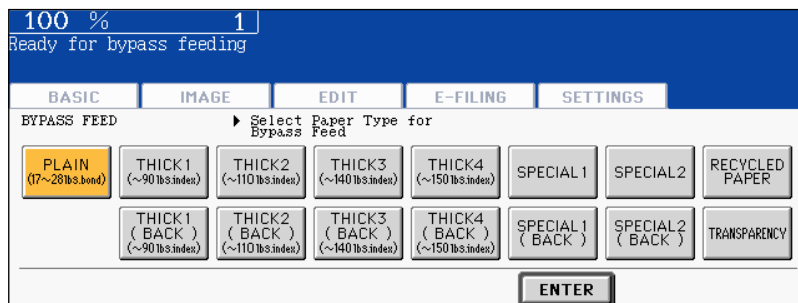 100 % 1
Ready for bypass feeding
BASIC IMAGE EDIT E-FILING SETTINGS
BYPASS FEED ▶ Select Paper Type for
Bypass Feed
PLAIN THICK1 THICK2 THICK3 THICK4 SPECIAL1 SPECIAL2 RECYCLED
(17~28lbs.bond) (~90lbs.index) (~110lbs.index) (~140lbs.index) (~150lbs.index) PAPER
THICK1 THICK2 THICK3 THICK4 SPECIAL1 SPECIAL2 TRANSPARENCY
( BACK ) ( BACK ) ( BACK ) ( BACK ) ( BACK ) ( BACK )
(~90lbs.index) (~110lbs.index) (~140lbs.index) (~150lbs.index)
ENTER